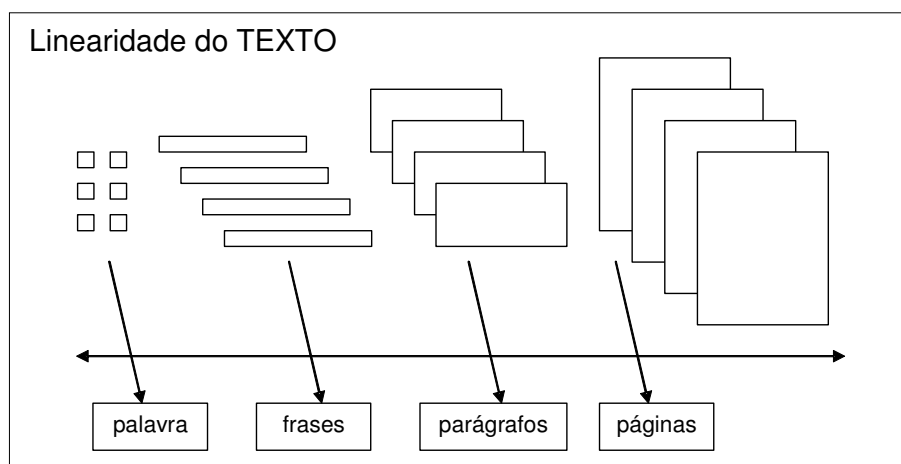 Linearidade do TEXTO
palavra
frases
parágrafos
páginas